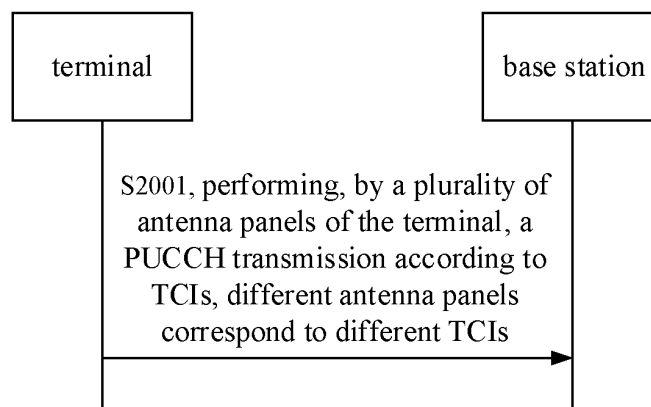 terminal
base station
S2001, performing, by a plurality of
antenna panels of the terminal, a
PUCCH transmission according to
TCIs, different antenna panels
correspond to different TCIs